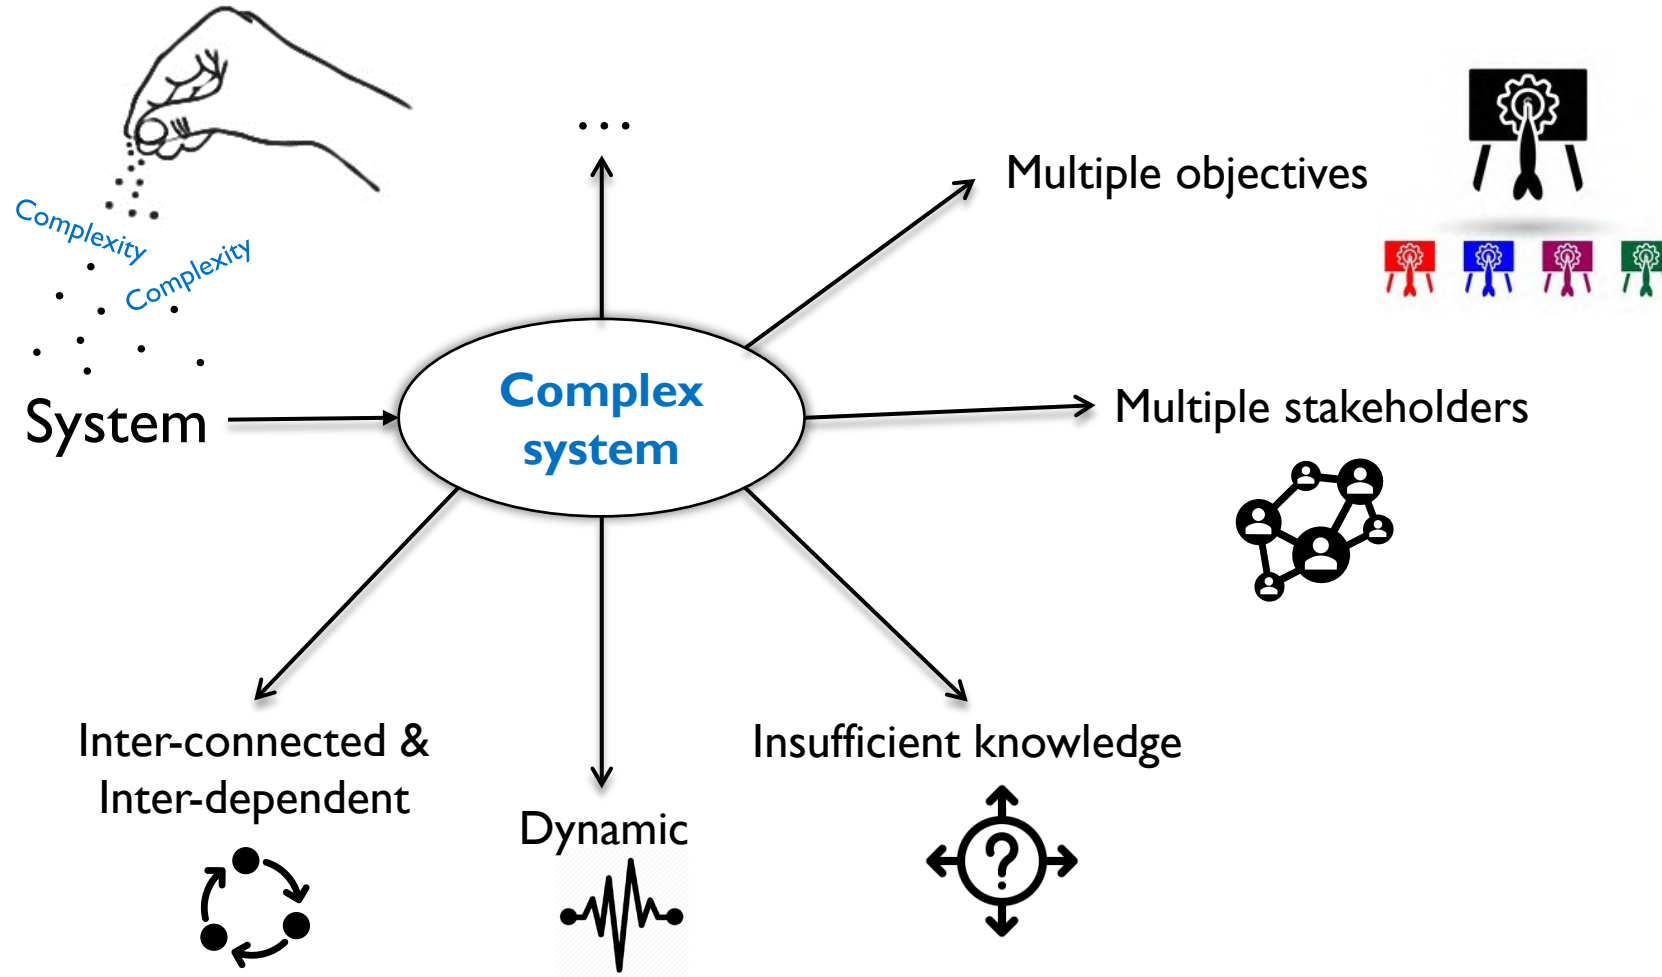 ...
Multiple objectives
Complexity
Complexity
Complex
system
System
Multiple stakeholders
Inter-connected &
Inter-dependent
Insufficient knowledge
Dynamic
?